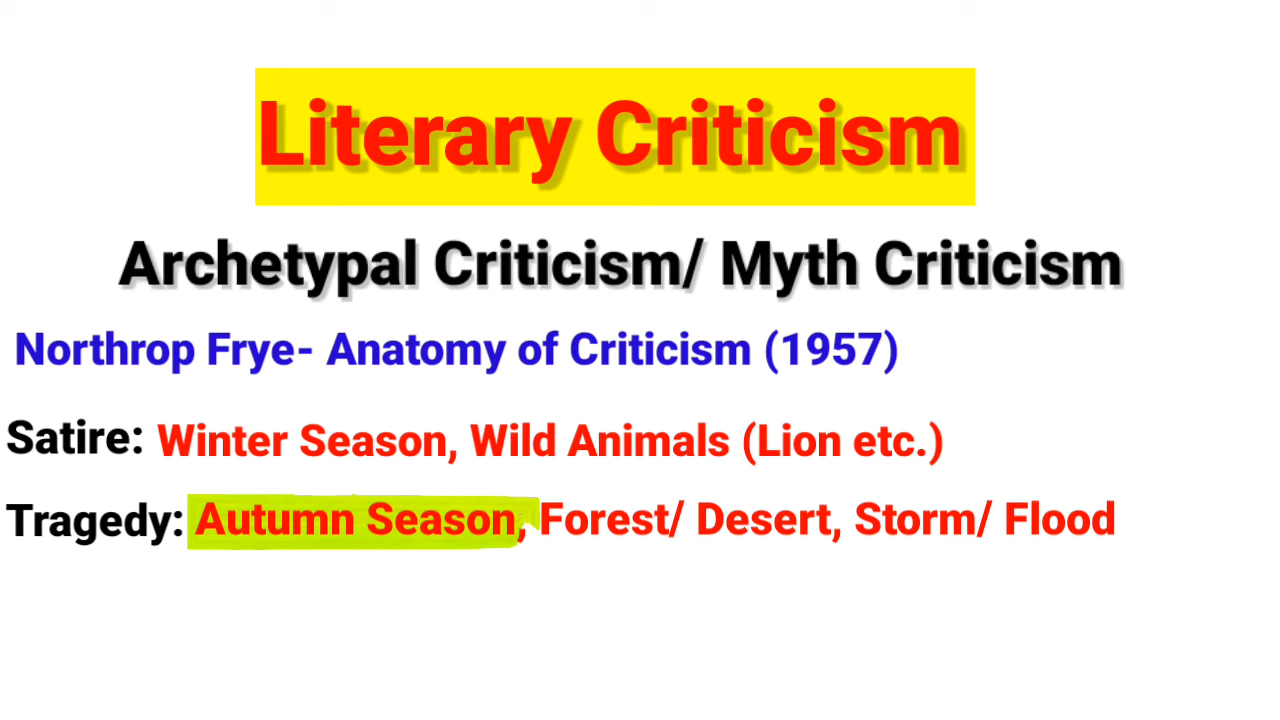 Literary Criticism
Archetypal Criticism/ Myth Criticism
Northrop Frye- Anatomy of Criticism (1957)
Satire: Winter Season, Wild Animals (Lion etc.)
Tragedy: Autumn Season, Forest/ Desert, Storm/ Flood